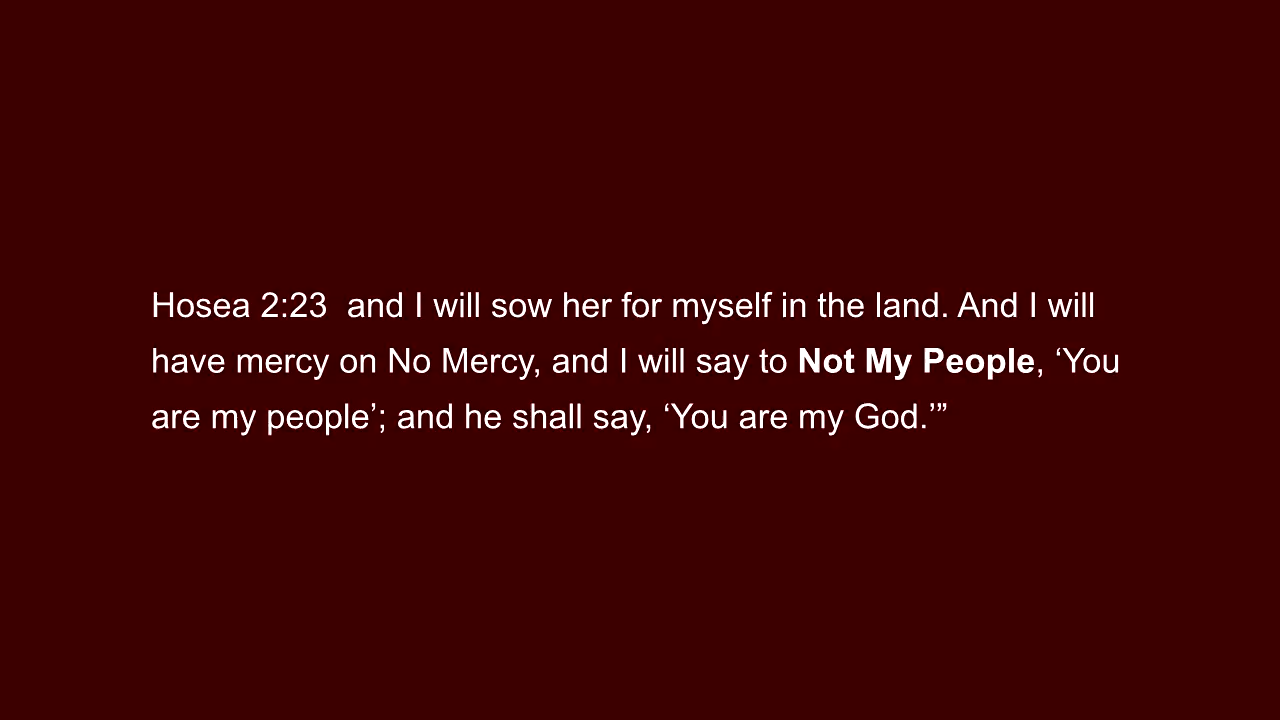 Hosea 2:23  and I will sow her for myself in the land. And I will
have mercy on No Mercy, and I will say to Not My People, ‘You
are my people’; and he shall say, ‘You are my God.’”